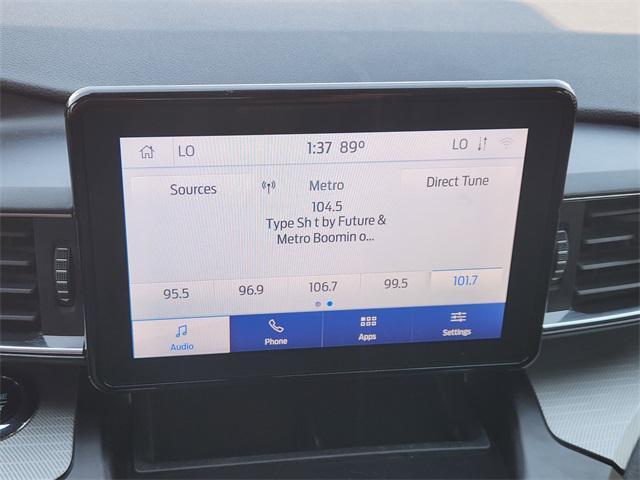 LO 1:37 89° LO
Sources Metro Direct Tune
104.5
Type Sh t by Future &
Metro Boomin o...
95.5 96.9 106.7 99.5 101.7
Audio Phone Apps Settings